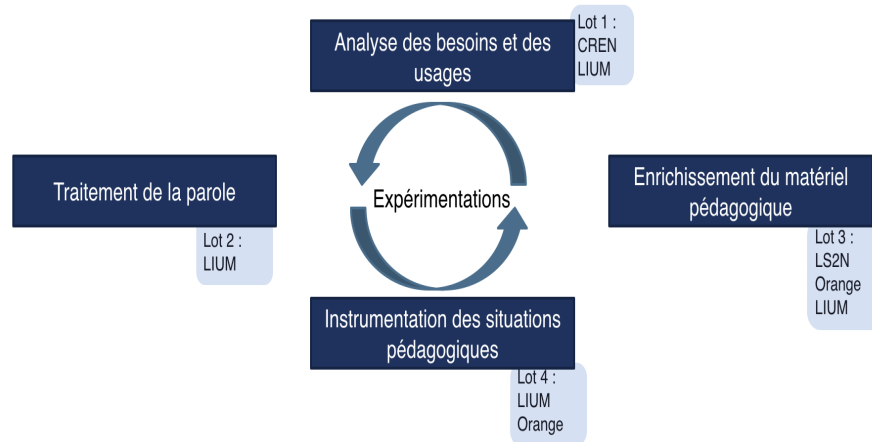 Analyse des besoins et des
usages
Lot 1 :
CREN
LIUM
Traitement de la parole
Lot 2 :
LIUM
Expérimentations
Enrichissement du matériel
pédagogique
Lot 3 :
LS2N
Orange
LIUM
Instrumentation des situations
pédagogiques
Lot 4 :
LIUM
Orange